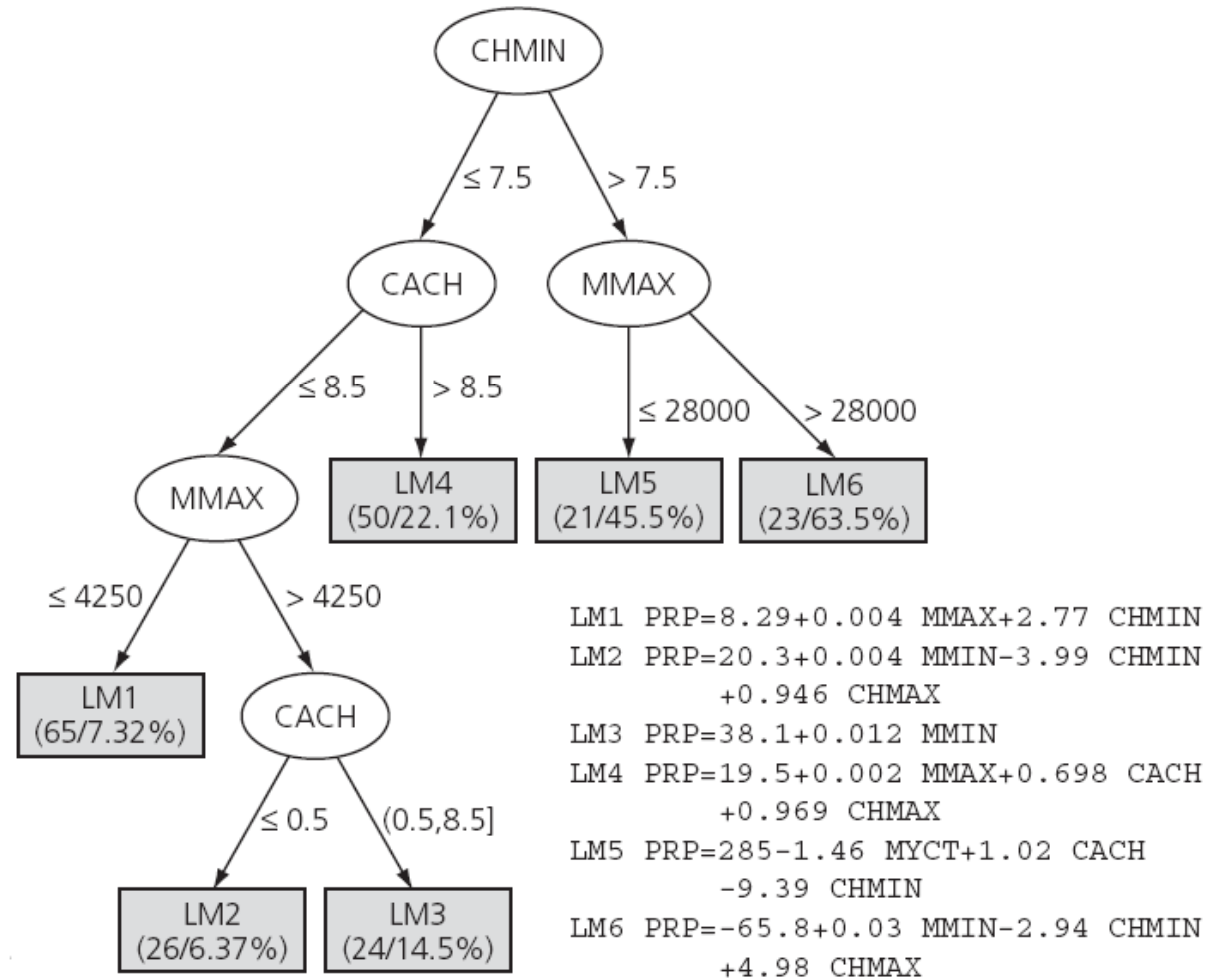 CHMIN
≤ 7.5
> 7.5
CACH
MMAX
≤ 8.5
> 8.5
≤ 28000
> 28000
MMAX
LM4
(50/22.1%)
LM5
(21/45.5%)
LM6
(23/63.5%)
≤ 4250
> 4250
LM1
(65/7.32%)
CACH
≤ 0.5
(0.5,8.5]
LM2
(26/6.37%)
LM3
(24/14.5%)
LM1 PRP=8.29+0.004 MMAX+2.77 CHMIN
LM2 PRP=20.3+0.004 MMIN-3.99 CHMIN
+0.946 CHMAX
LM3 PRP=38.1+0.012 MMIN
LM4 PRP=19.5+0.002 MMAX+0.698 CACH
+0.969 CHMAX
LM5 PRP=285-1.46 MYCT+1.02 CACH
-9.39 CHMIN
LM6 PRP=-65.8+0.03 MMIN-2.94 CHMIN
+4.98 CHMAX